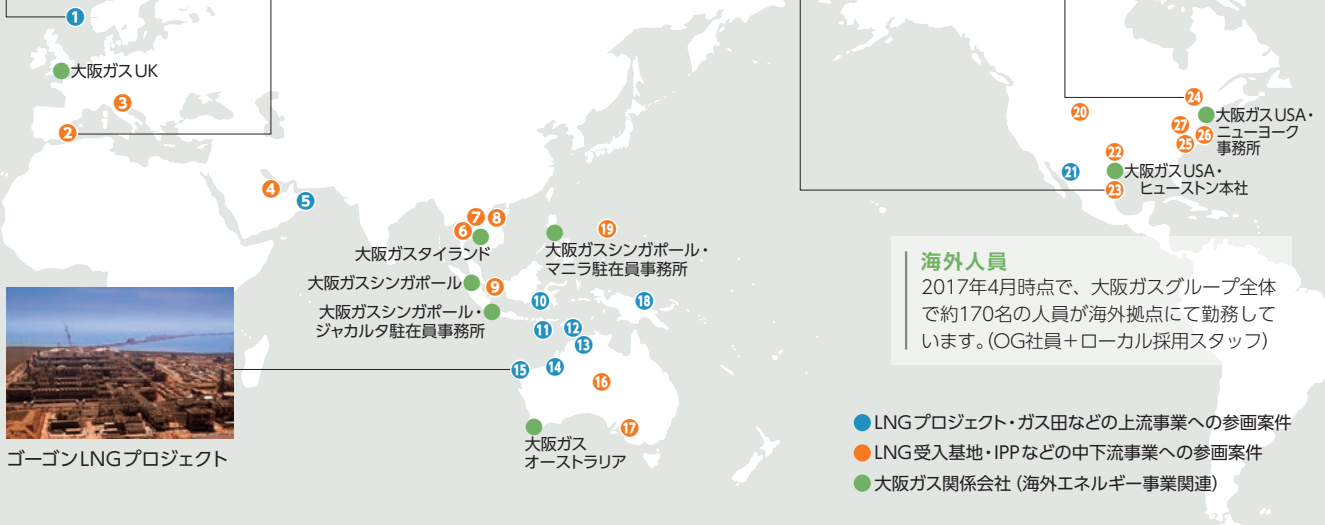 1
大阪ガスUK
3
2
4
5
6
7
8
大阪ガスタイランド
大阪ガスシンガポール
9
大阪ガスシンガポール・
ジャカルタ駐在員事務所
大阪ガスシンガポール・
マニラ駐在員事務所
19
10
18
11
12
13
14
15
16
17
大阪ガス
オーストラリア
ゴーゴンLNGプロジェクト
20
24
大阪ガスUSA・
ニューヨーク
事務所
27
26
25
22
21
大阪ガスUSA・
ヒューストン本社
23
海外人員
2017年4月時点で、大阪ガスグループ全体
で約170名の人員が海外拠点にて勤務して
います。(OG社員+ローカル採用スタッフ)
LNGプロジェクト・ガス田などの上流事業への参画案件
LNG受入基地・IPPなどの中下流事業への参画案件
大阪ガス関係会社(海外エネルギー事業関連)